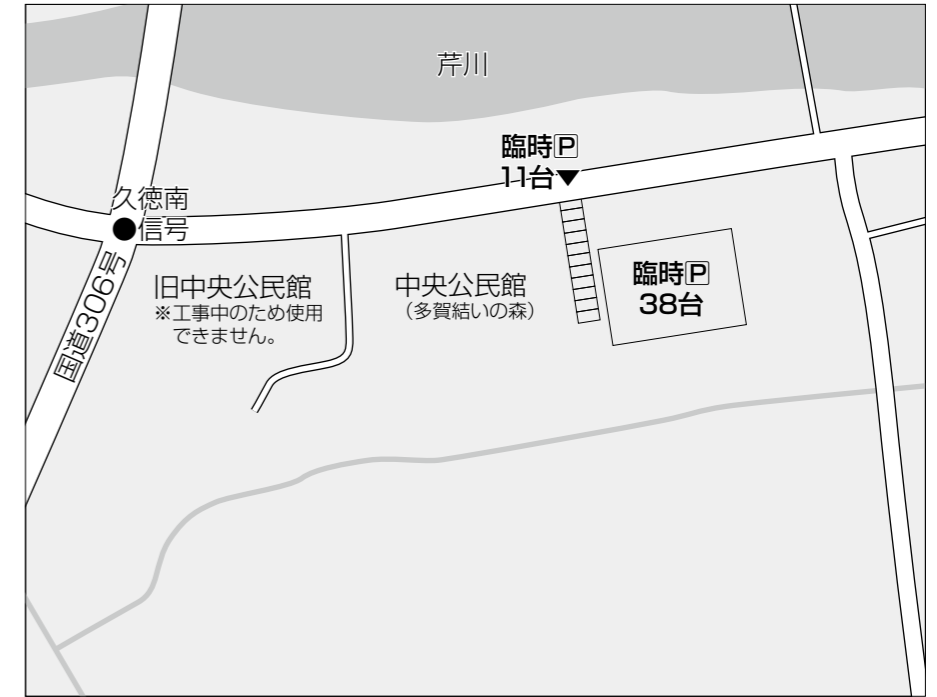 芹川
臨時🄿
11台▼
久徳南
●信号
国道306号
旧中央公民館
※工事中のため使用
できません。
中央公民館
（多賀結いの森）
臨時🄿
38台